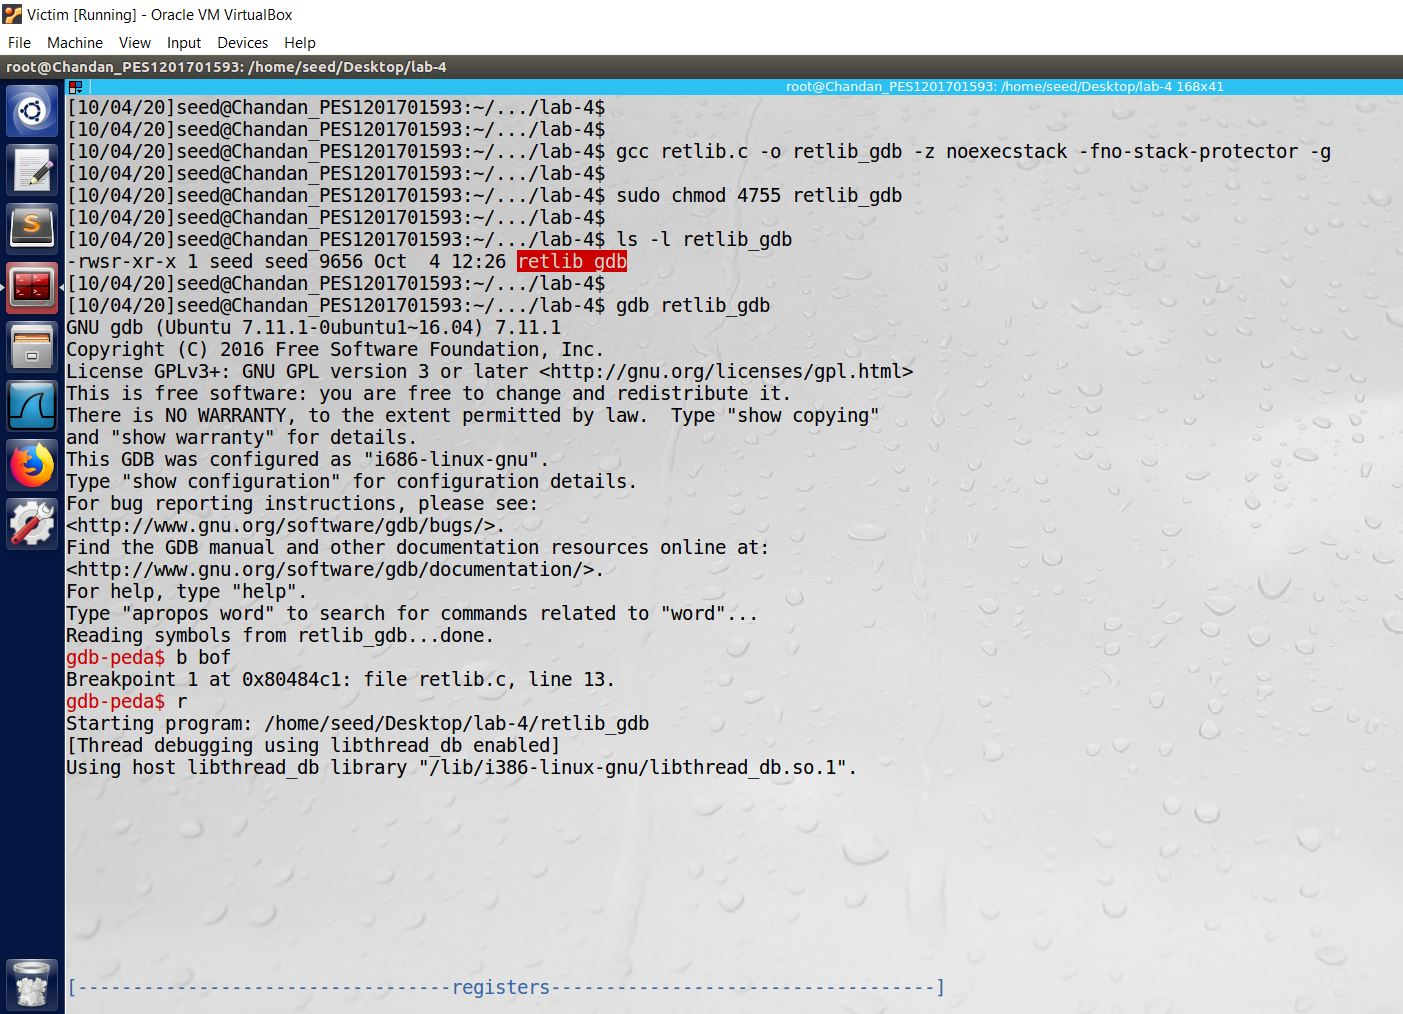 Victim [Running] - Oracle VM VirtualBox
File Machine View Input Devices Help
root@Chandan_PES1201701593: /home/seed/Desktop/lab-4
root@Chandan_PES1201701593: /home/seed/Desktop/lab-4 168x41
[10/04/20]seed@Chandan_PES1201701593:~/.../lab-4$
[10/04/20]seed@Chandan_PES1201701593:~/.../lab-4$
[10/04/20]seed@Chandan_PES1201701593:~/.../lab-4$ gcc retlib.c -o retlib_gdb -z noexecstack -fno-stack-protector -g
[10/04/20]seed@Chandan_PES1201701593:~/.../lab-4$
[10/04/20]seed@Chandan_PES1201701593:~/.../lab-4$ sudo chmod 4755 retlib_gdb
[10/04/20]seed@Chandan_PES1201701593:~/.../lab-4$
[10/04/20]seed@Chandan_PES1201701593:~/.../lab-4$ ls -l retlib_gdb
-rwsr-xr-x 1 seed seed 9656 Oct  4 12:26 retlib_gdb
[10/04/20]seed@Chandan_PES1201701593:~/.../lab-4$
[10/04/20]seed@Chandan_PES1201701593:~/.../lab-4$ gdb retlib_gdb
GNU gdb (Ubuntu 7.11.1-0ubuntu1~16.04) 7.11.1
Copyright (C) 2016 Free Software Foundation, Inc.
License GPLv3+: GNU GPL version 3 or later <http://gnu.org/licenses/gpl.html>
This is free software: you are free to change and redistribute it.
There is NO WARRANTY, to the extent permitted by law.  Type "show copying"
and "show warranty" for details.
This GDB was configured as "i686-linux-gnu".
Type "show configuration" for configuration details.
For bug reporting instructions, please see:
<http://www.gnu.org/software/gdb/bugs/>.
Find the GDB manual and other documentation resources online at:
<http://www.gnu.org/software/gdb/documentation/>.
For help, type "help".
Type "apropos word" to search for commands related to "word"...
Reading symbols from retlib_gdb...done.
gdb-peda$ b bof
Breakpoint 1 at 0x80484c1: file retlib.c, line 13.
gdb-peda$ r
Starting program: /home/seed/Desktop/lab-4/retlib_gdb
[Thread debugging using libthread_db enabled]
Using host libthread_db library "/lib/i386-linux-gnu/libthread_db.so.1".
[----------------------------------registers-----------------------------------]